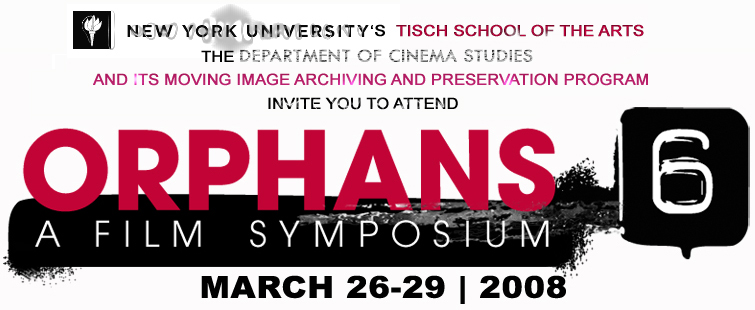 NEW YORK UNIVERSITY'S TISCH SCHOOL OF THE ARTS
THE DEPARTMENT OF CINEMA STUDIES
AND ITS MOVING IMAGE ARCHIVING AND PRESERVATION PROGRAM
INVITE YOU TO ATTEND
ORPHANS 6
A FILM SYMPOSIUM
MARCH 26-29 | 2008